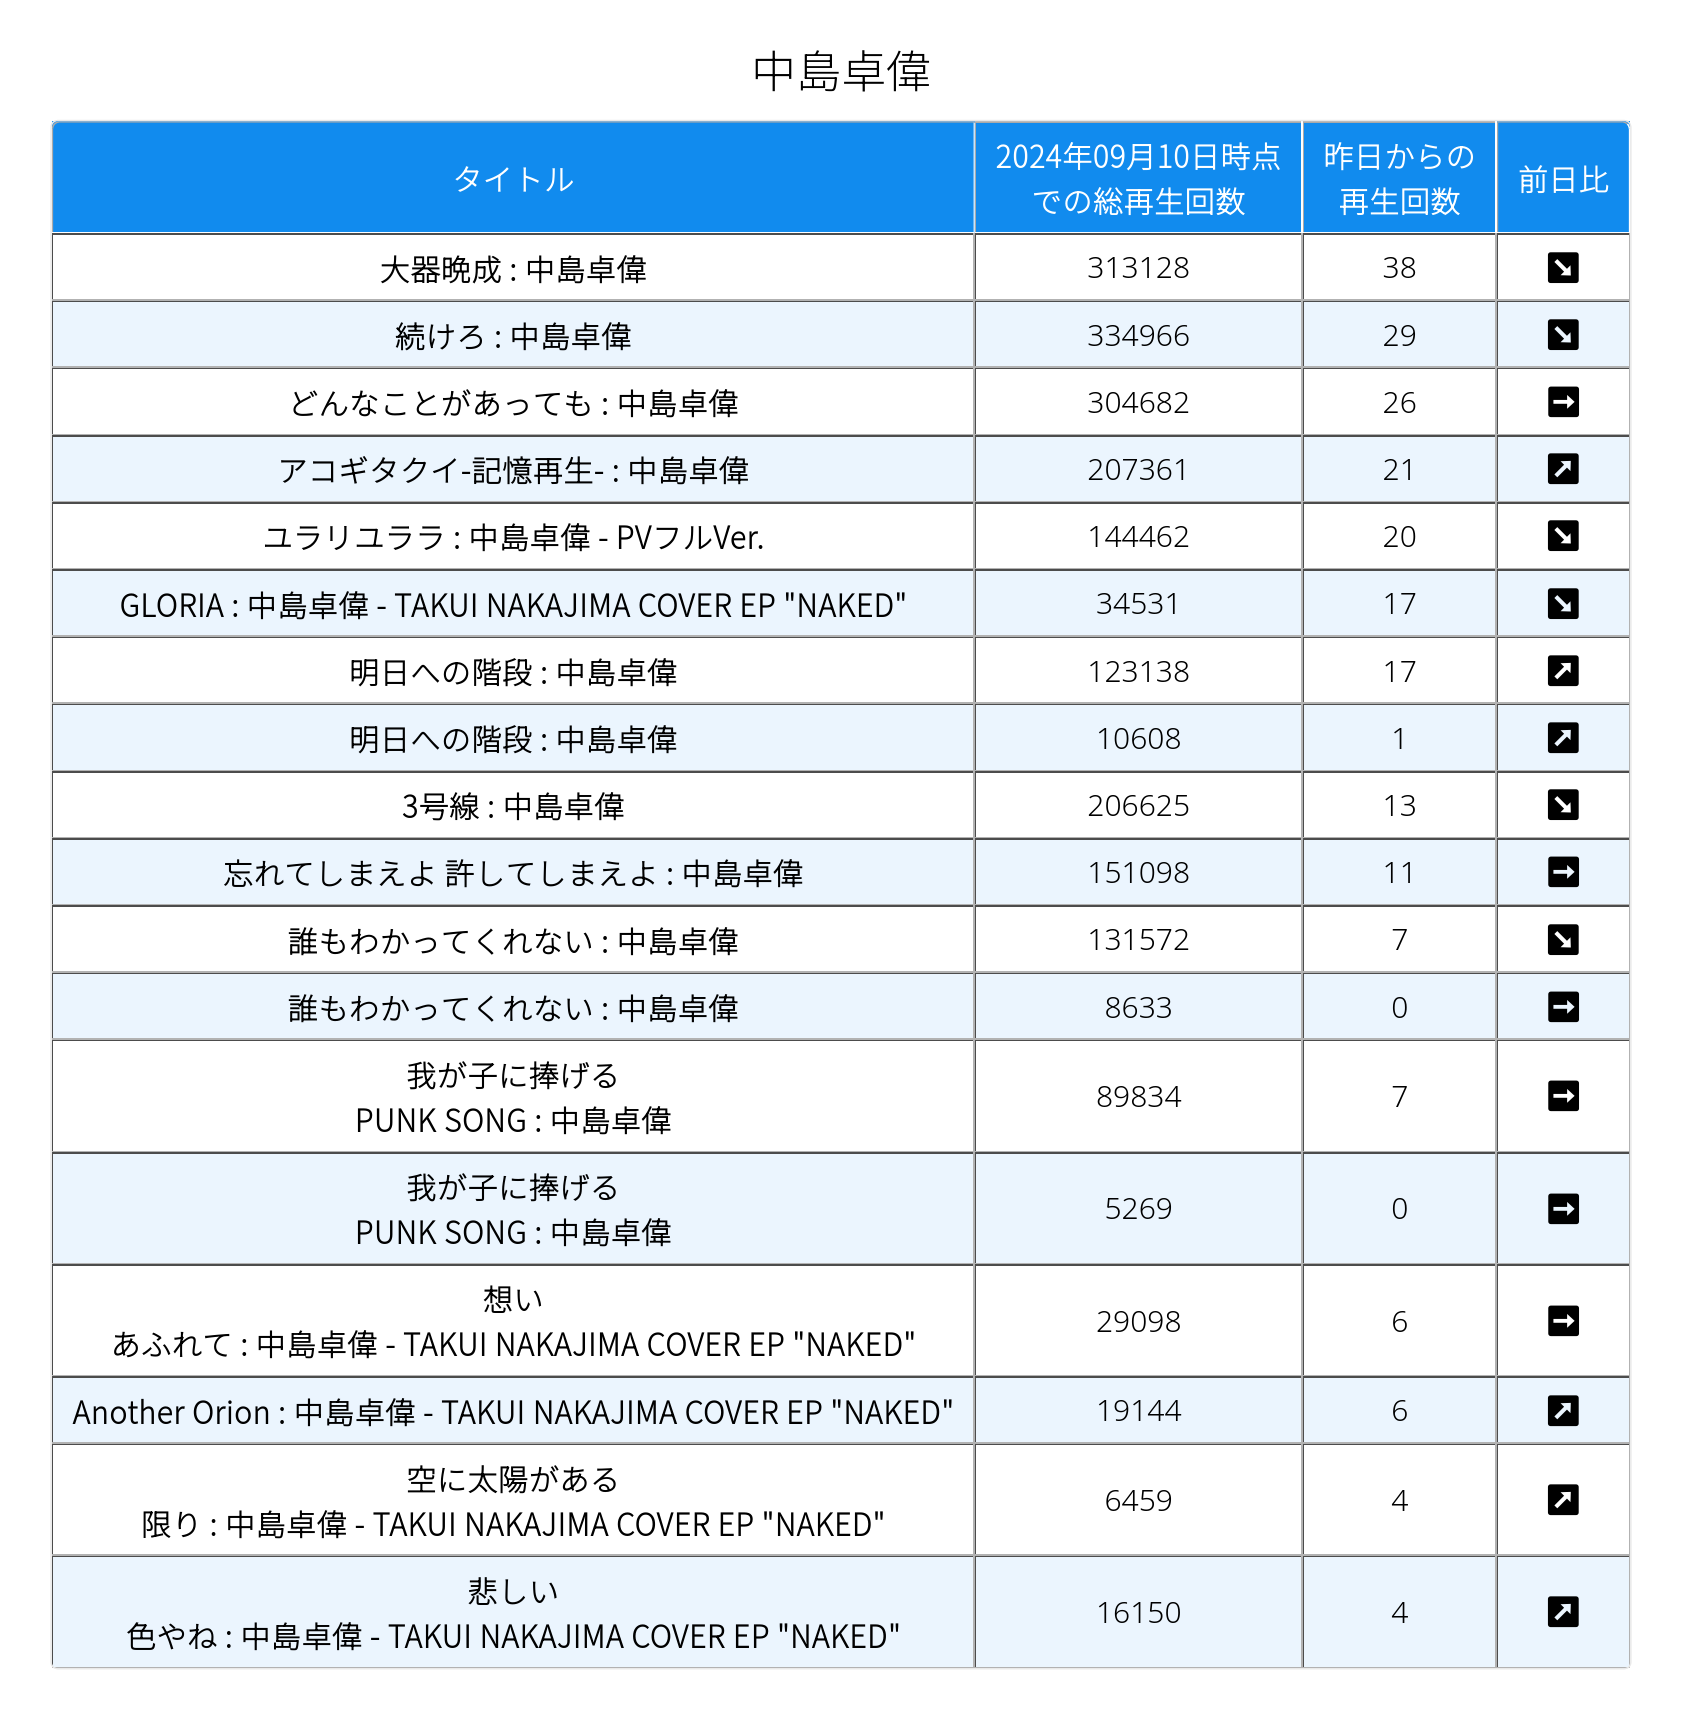 中島卓偉
タイトル
2024年09月10日時点
での総再生回数
昨日からの
再生回数
前日比
大器晩成 : 中島卓偉 313128 38
続けろ : 中島卓偉 334966 29
どんなことがあっても : 中島卓偉 304682 26
アコギタクイ-記憶再生- : 中島卓偉 207361 21
ユラリユララ : 中島卓偉 - PVフルVer. 144462 20
GLORIA : 中島卓偉 - TAKUI NAKAJIMA COVER EP "NAKED" 34531 17
明日への階段 : 中島卓偉 123138 17
明日への階段 : 中島卓偉 10608 1
3号線 : 中島卓偉 206625 13
忘れてしまえよ 許してしまえよ : 中島卓偉 151098 11
誰もわかってくれない : 中島卓偉 131572 7
誰もわかってくれない : 中島卓偉 8633 0
我が子に捧げる
PUNK SONG : 中島卓偉 89834 7
我が子に捧げる
PUNK SONG : 中島卓偉 5269 0
想い
あふれて : 中島卓偉 - TAKUI NAKAJIMA COVER EP "NAKED" 29098 6
Another Orion : 中島卓偉 - TAKUI NAKAJIMA COVER EP "NAKED" 19144 6
空に太陽がある
限り : 中島卓偉 - TAKUI NAKAJIMA COVER EP "NAKED" 6459 4
悲しい
色やね : 中島卓偉 - TAKUI NAKAJIMA COVER EP "NAKED" 16150 4